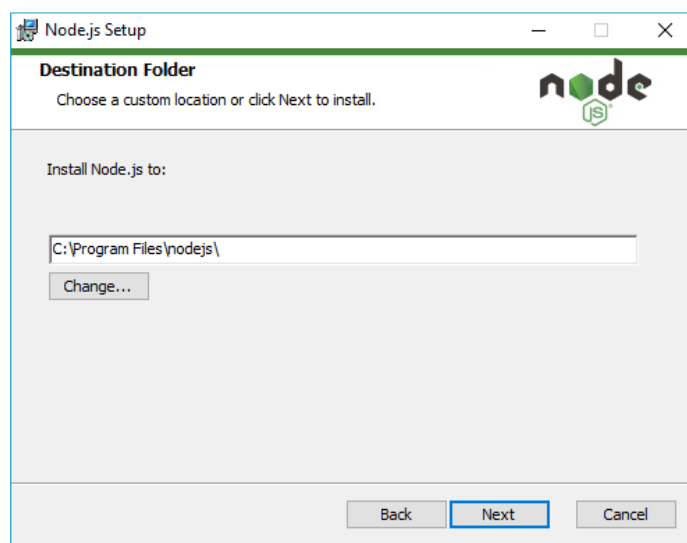 Node.js Setup
Destination Folder
Choose a custom location or click Next to install.
node
JS
Install Node.js to:
C:\Program Files\nodejs\
Change...
Back Next Cancel